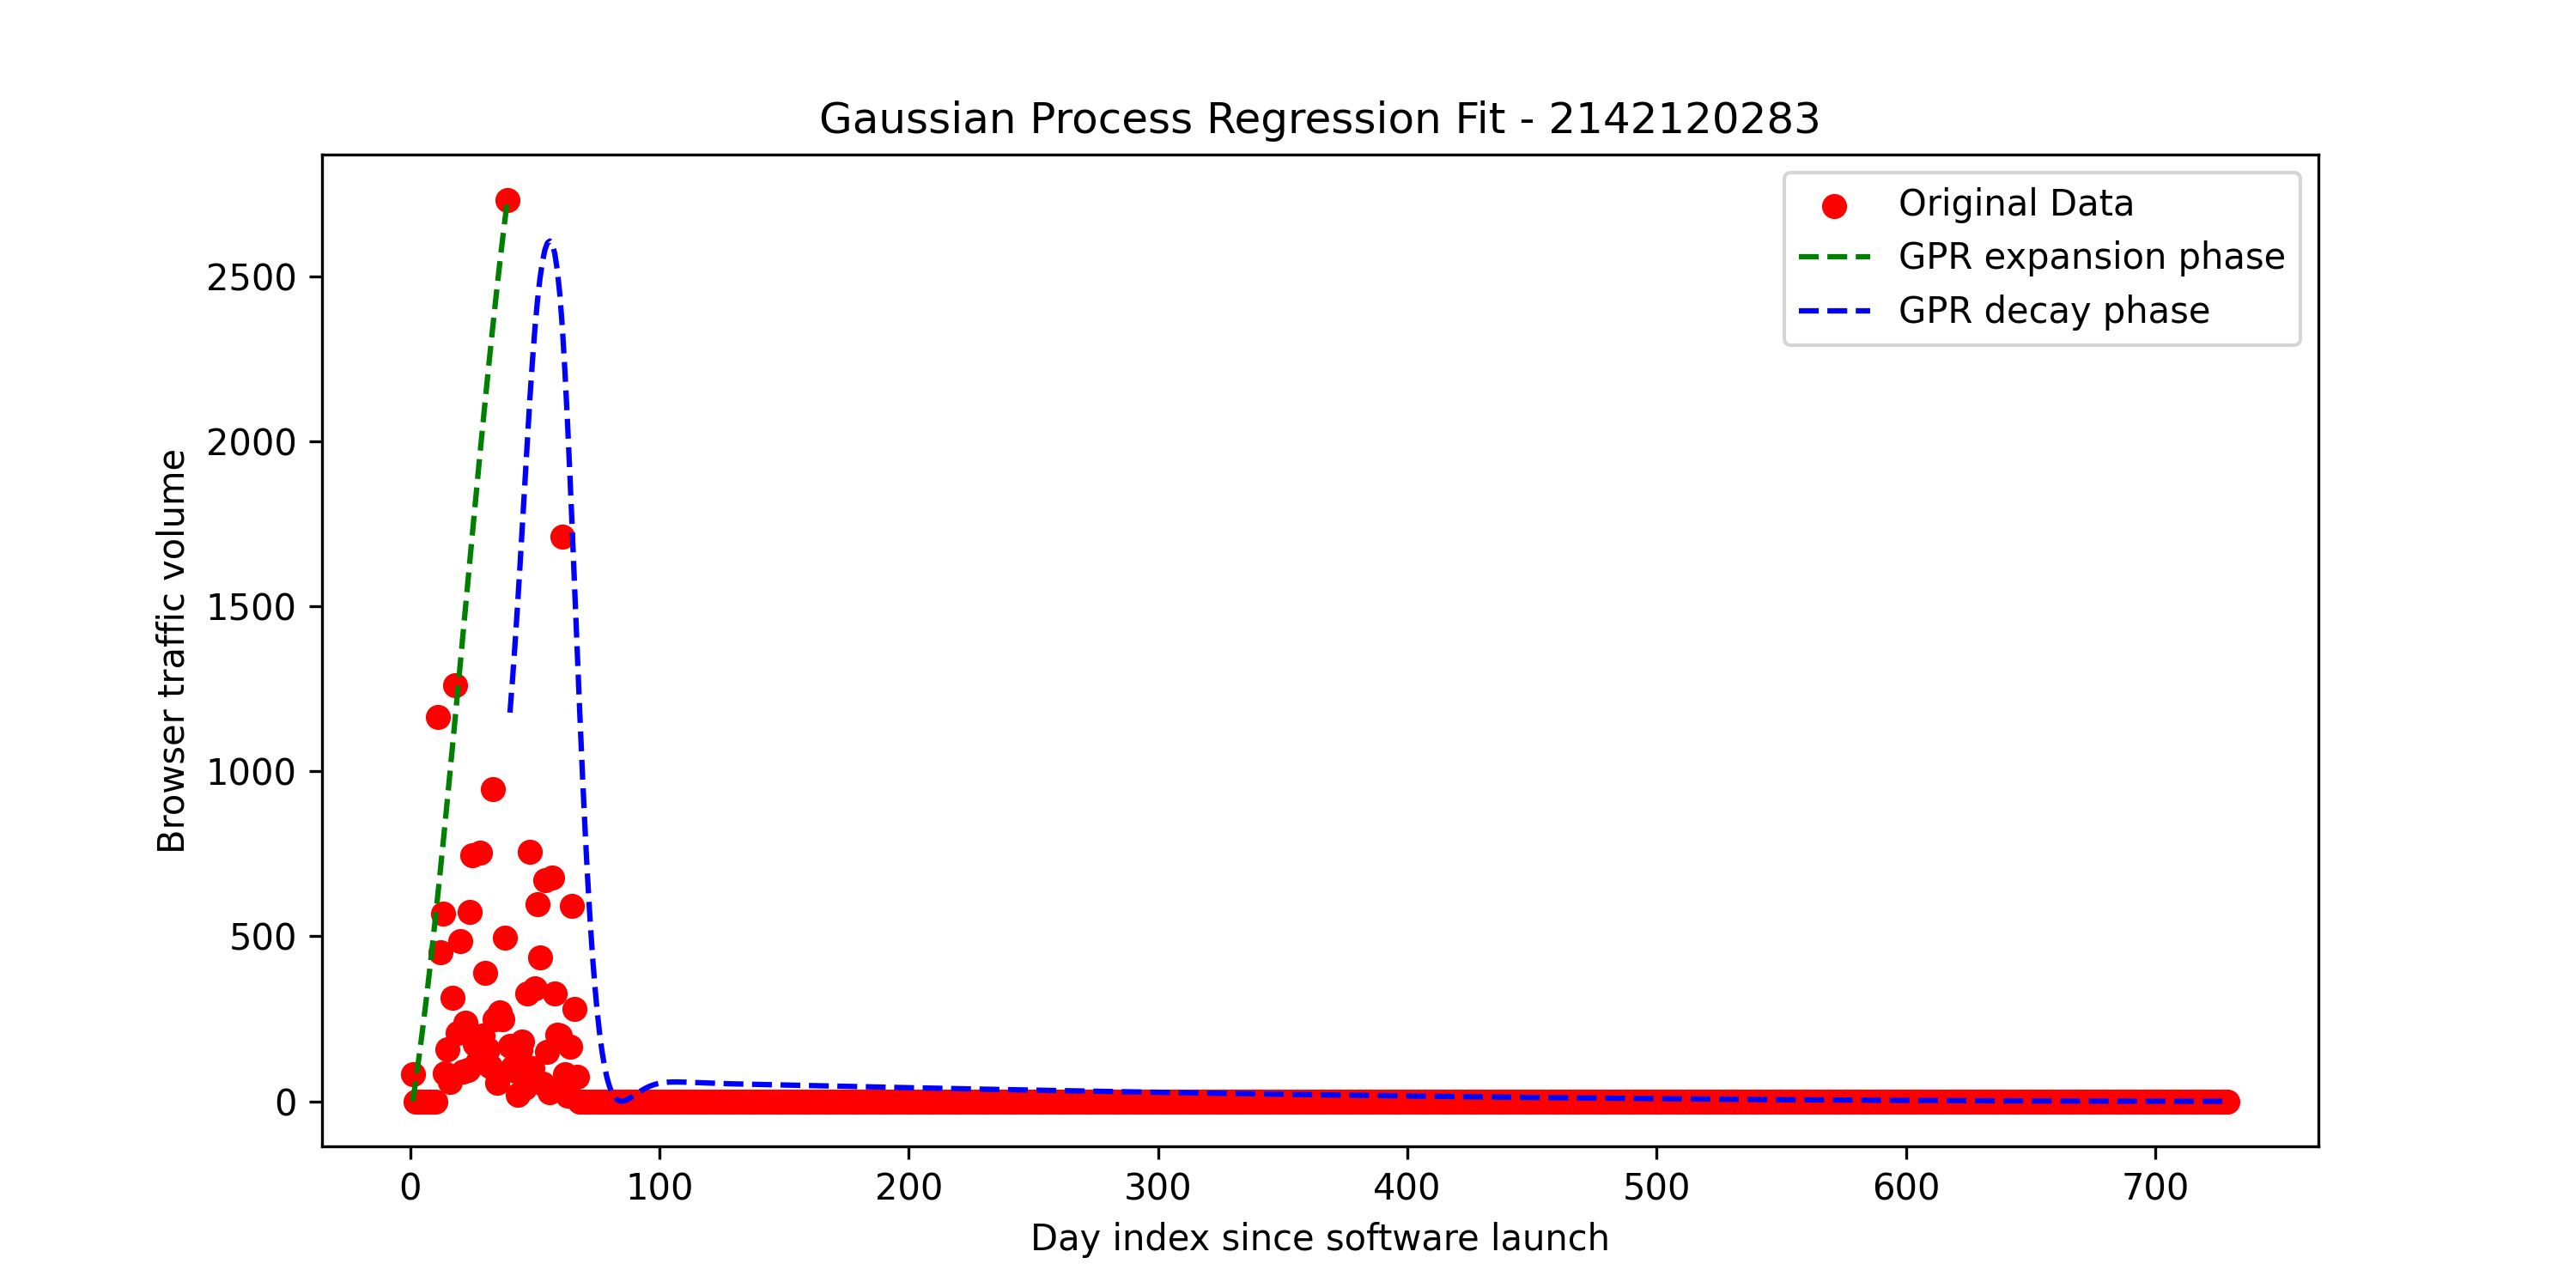 Gaussian Process Regression Fit - 2142120283
Original Data
GPR expansion phase
GPR decay phase
Browser traffic volume
2500
2000
1500
1000
500
0
0 100 200 300 400 500 600 700
Day index since software launch